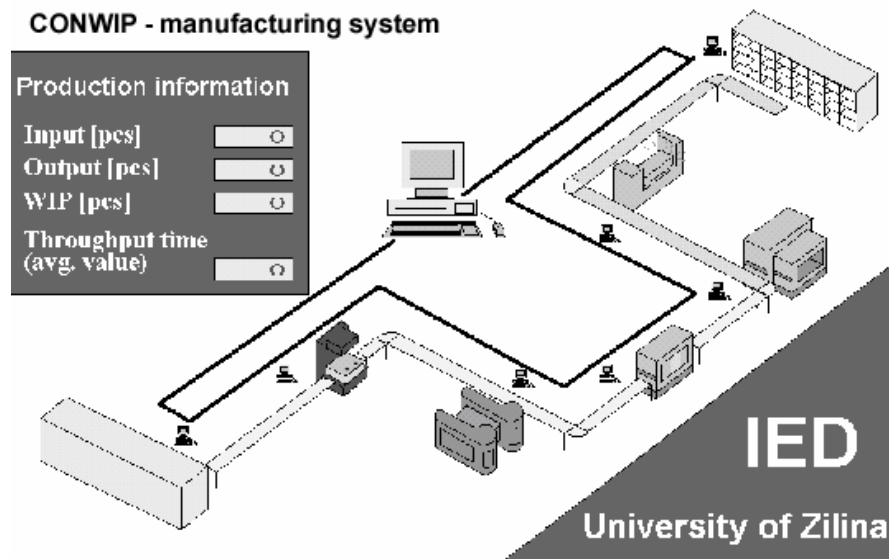 CONWIP - manufacturing system
Production information
Input [pcs] 0
Output [pcs] 0
WIP [pcs] 0
Throughput time
(avg. value) 0
IED
University of Zilina